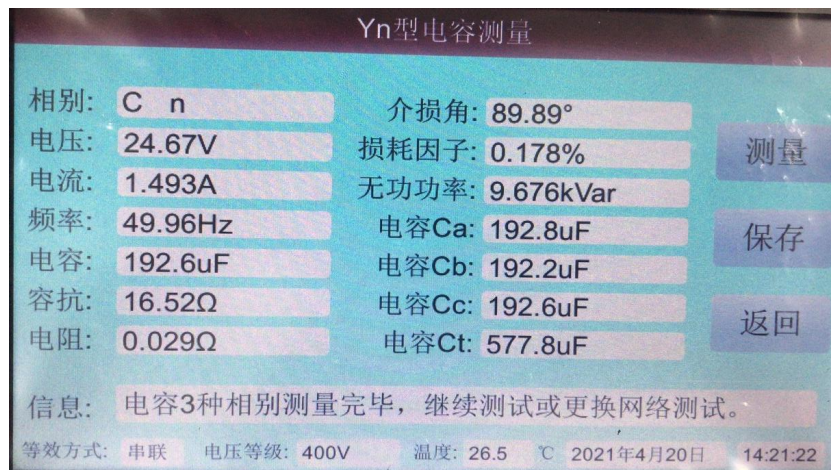 Yn型电容测量
相别: C n 介损角: 89.89°
电压: 24.67V 损耗因子: 0.178% 测量
电流: 1.493A 无功功率: 9.676kVar
频率: 49.96Hz 电容Ca: 192.8uF 保存
电容: 192.6uF 电容Cb: 192.2uF
容抗: 16.52Ω 电容Cc: 192.6uF 返回
电阻: 0.029Ω 电容Ct: 577.8uF
信息: 电容3种相别测量完毕，继续测试或更换网络测试。
等效方式: 串联 电压等级: 400V 温度: 26.5 ℃ 2021年4月20日 14:21:22